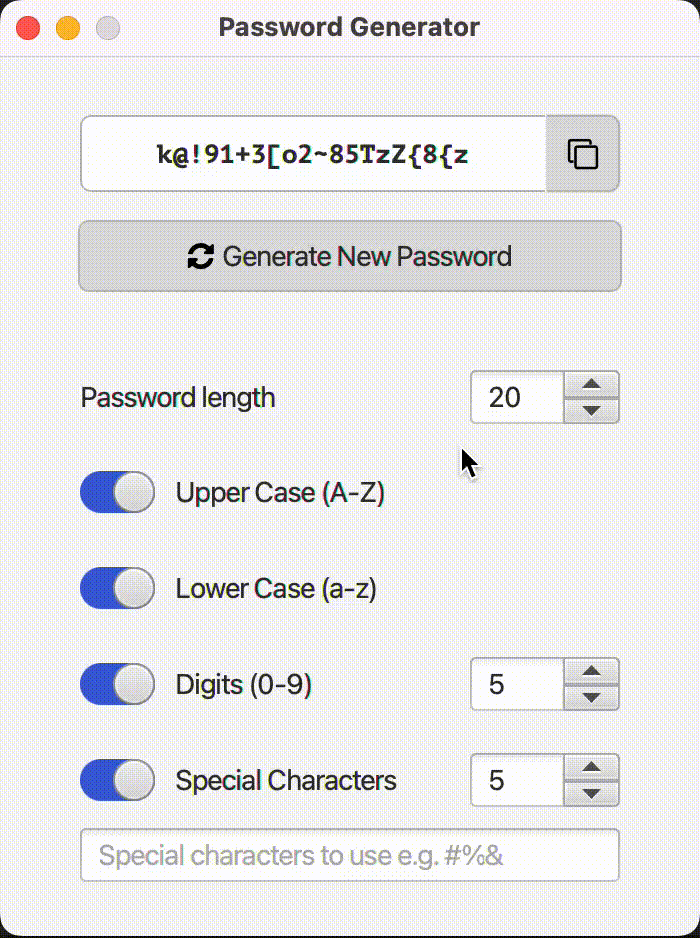 Password Generator
k@!91+3[o2~85TzZ{8{z
Generate New Password
Password length
20
Upper Case (A-Z)
Lower Case (a-z)
Digits (0-9)
5
Special Characters
5
Special characters to use e.g. #%&